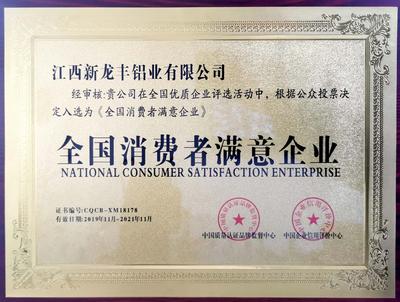 江西新龙丰铝业有限公司
经审核:贵公司在全国优质企业评选活动中,根据公众投票决
定入选为《全国消费者满意企业》
全国消费者满意企业
NATIONAL CONSUMER SATISFACTION ENTERPRISE
证书编号:CQCB-XM18178
有效日期:2019年11月-2021年11月
中国质量认证品牌监督中心
中国企业信用评价中心